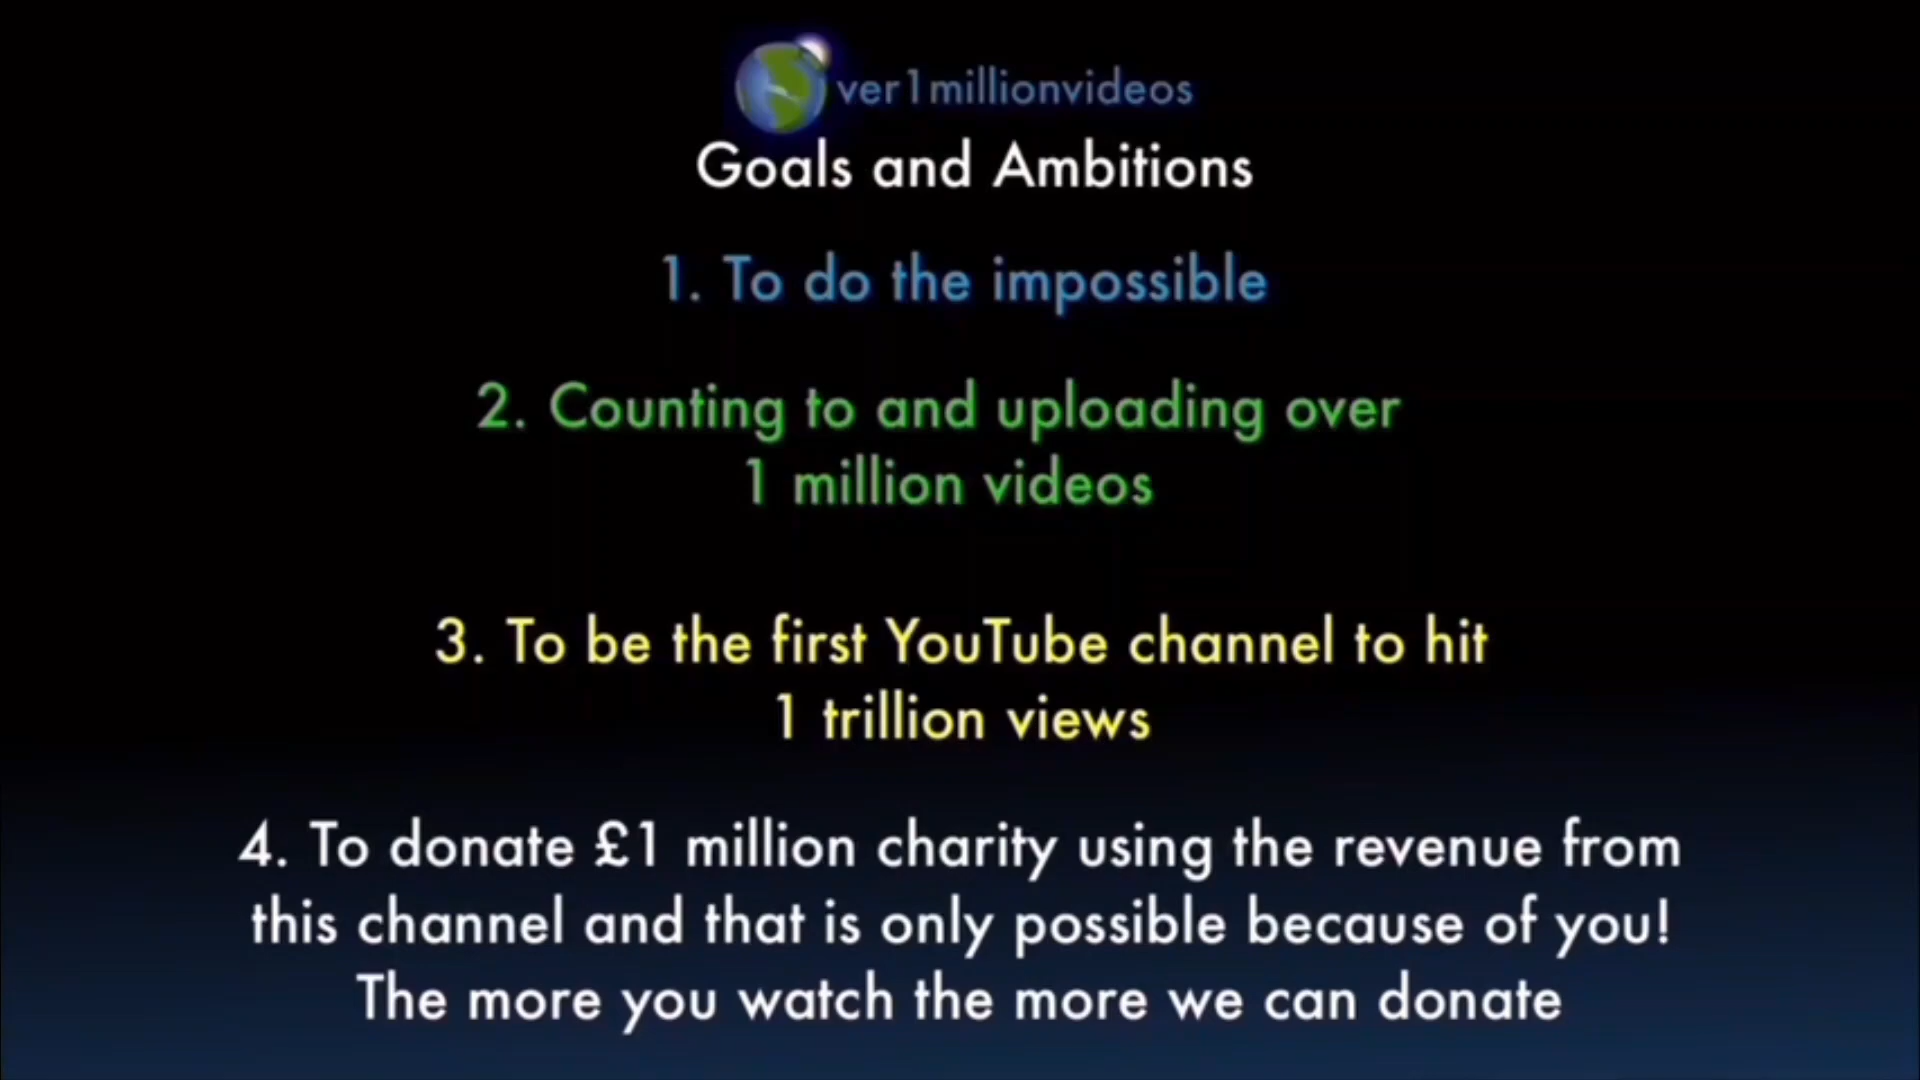 ver1millionvideos
Goals and Ambitions
1. To do the impossible
2. Counting to and uploading over
1 million videos
3. To be the first YouTube channel to hit
1 trillion views
4. To donate £1 million charity using the revenue from
this channel and that is only possible because of you!
The more you watch the more we can donate